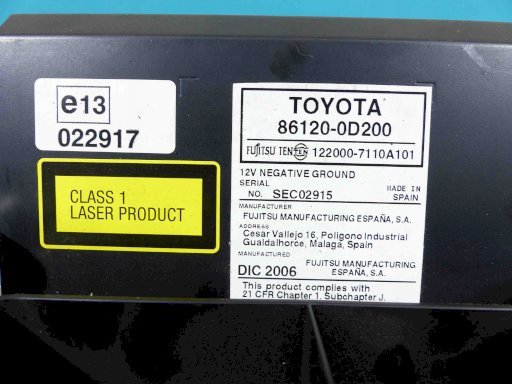 e13
022917
CLASS 1
LASER PRODUCT
TOYOTA
86120-0D200
FUJITSU TEN TEN 122000-7110A101
12V NEGATIVE GROUND
SERIAL
NO. SEC02915
MADE IN
SPAIN
MANUFACTURER
FUJITSU MANUFACTURING ESPAÑA, S.A.
ADDRESS
Cesar Vallejo 16, Poligono Industrial
Gualdalhorce, Malaga, Spain
MANUFACTURED
DIC 2006
FUJITSU MANUFACTURING
ESPAÑA, S.A.
This product complies with
21 CFR Chapter 1. Subchapter J.